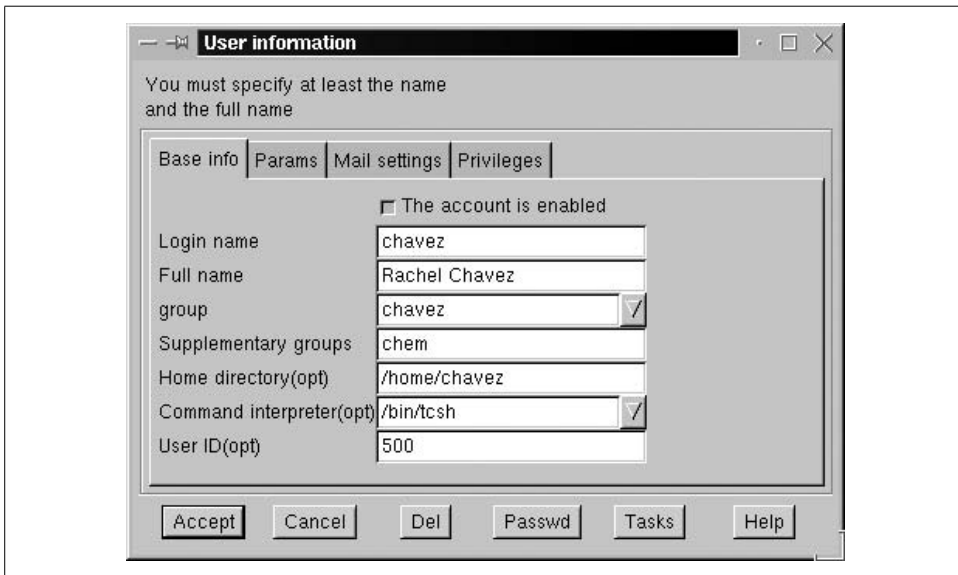 User information
You must specify at least the name
and the full name
Base info Params Mail settings Privileges
The account is enabled
Login name chavez
Full name Rachel Chavez
group chavez
Supplementary groups chem
Home directory(opt) /home/chavez
Command interpreter(opt) /bin/tcsh
User ID(opt) 500
Accept Cancel Del Passwd Tasks Help